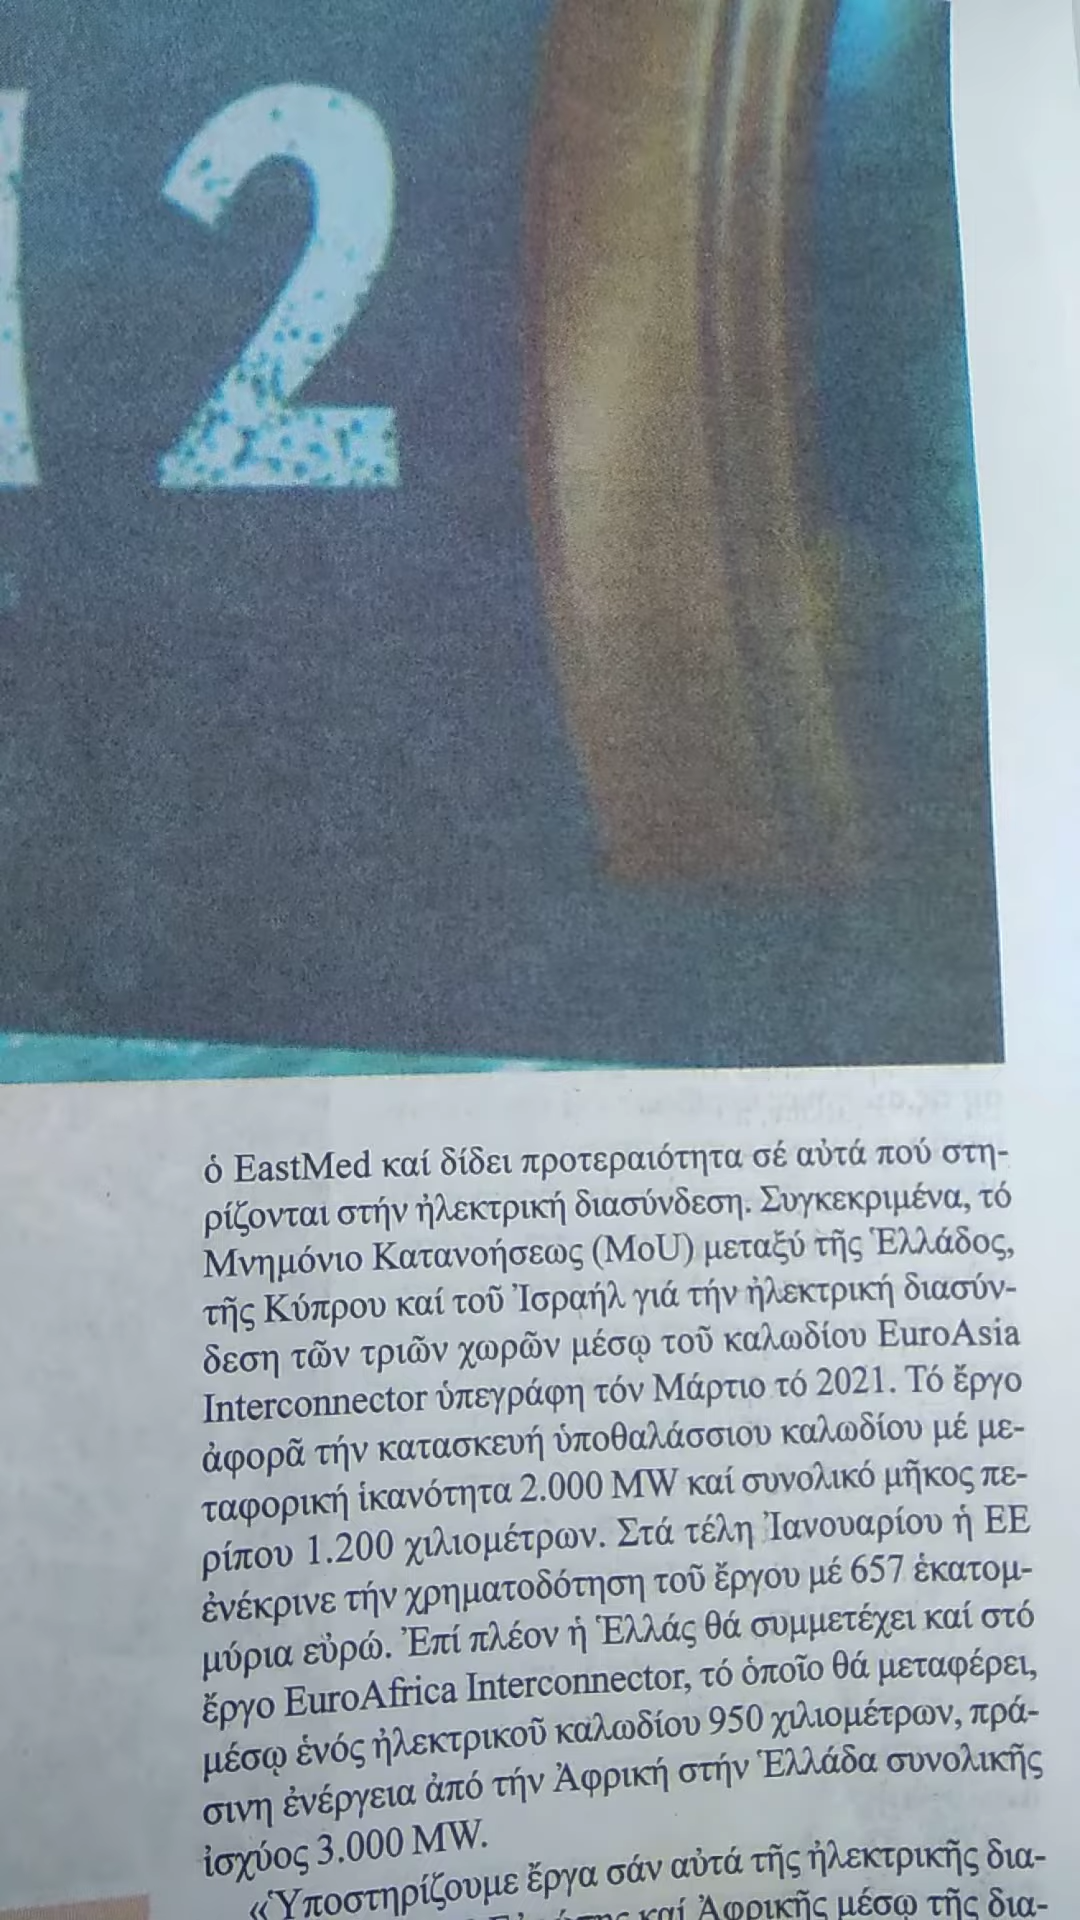 12
ὁ EastMed καί δίδει προτεραιότητα σέ αὐτά πού στη-
ρίζονται στήν ἠλεκτρική διασύνδεση. Συγκεκριμένα, τό
Μνημόνιο Κατανοήσεως (MoU) μεταξύ τῆς Ἑλλάδος,
τῆς Κύπρου καί τοῦ Ἰσραήλ γιά τήν ἠλεκτρική διασύν-
δεση τῶν τριῶν χωρῶν μέσῳ τοῦ καλωδίου EuroAsia
Interconnector ὑπεγράφη τόν Μάρτιο τό 2021. Τό ἔργο
ἀφορᾶ τήν κατασκευή ὑποθαλάσσιου καλωδίου μέ με-
ταφορική ἱκανότητα 2.000 MW καί συνολικό μῆκος πε-
ρίπου 1.200 χιλιομέτρων. Στά τέλη Ἰανουαρίου ἡ ΕΕ
ἐνέκρινε τήν χρηματοδότηση τοῦ ἔργου μέ 657 ἑκατομ-
μύρια εὐρώ. Ἐπί πλέον ἡ Ἑλλάς θά συμμετέχει καί στό
ἔργο EuroAfrica Interconnector, τό ὁποῖο θά μεταφέρει,
μέσῳ ἑνός ἠλεκτρικοῦ καλωδίου 950 χιλιομέτρων, πρά-
σινη ἐνέργεια ἀπό τήν Ἀφρική στήν Ἑλλάδα συνολικῆς
ἰσχύος 3.000 MW.
«Ὑποστηρίζουμε ἔργα σάν αὐτά τῆς ἠλεκτρικῆς δια-
καί Ἀφρικῆς μέσῳ τῆς δια-